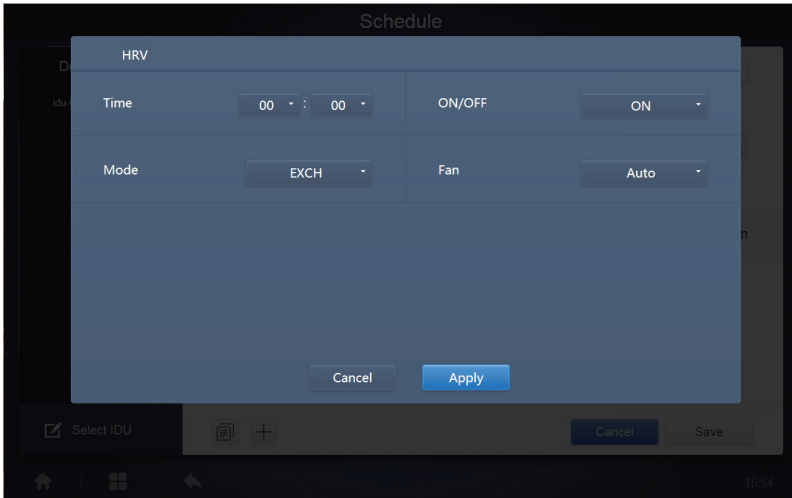 Schedule
HRV
Time 00 : 00 ON/OFF ON
Mode EXCH Fan Auto
Cancel Apply
Select IDU Cancel Save
16:54